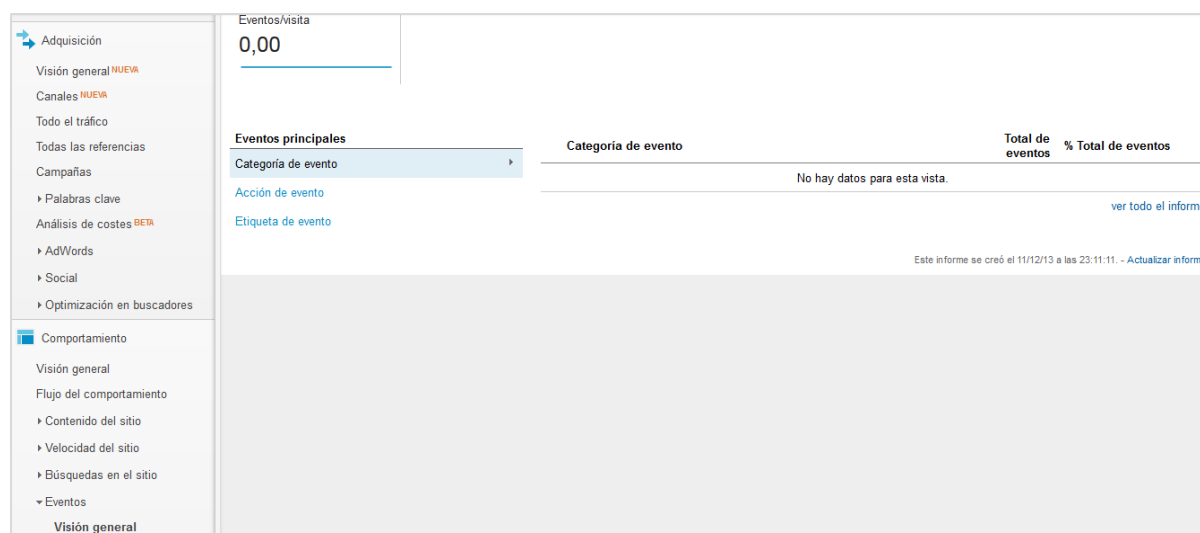 Adquisición
Visión general NUEVA
Canales NUEVA
Todo el tráfico
Todas las referencias
Campañas
Palabras clave
Análisis de costes BETA
AdWords
Social
Optimización en buscadores
Comportamiento
Visión general
Flujo del comportamiento
Contenido del sitio
Velocidad del sitio
Búsquedas en el sitio
Eventos
Visión general
Eventos/visita
0,00
Eventos principales
Categoría de evento
Acción de evento
Etiqueta de evento
Categoría de evento
Total de
eventos
% Total de eventos
No hay datos para esta vista.
ver todo el inform
Este informe se creó el 11/12/13 a las 23:11:11. - Actualizar inform